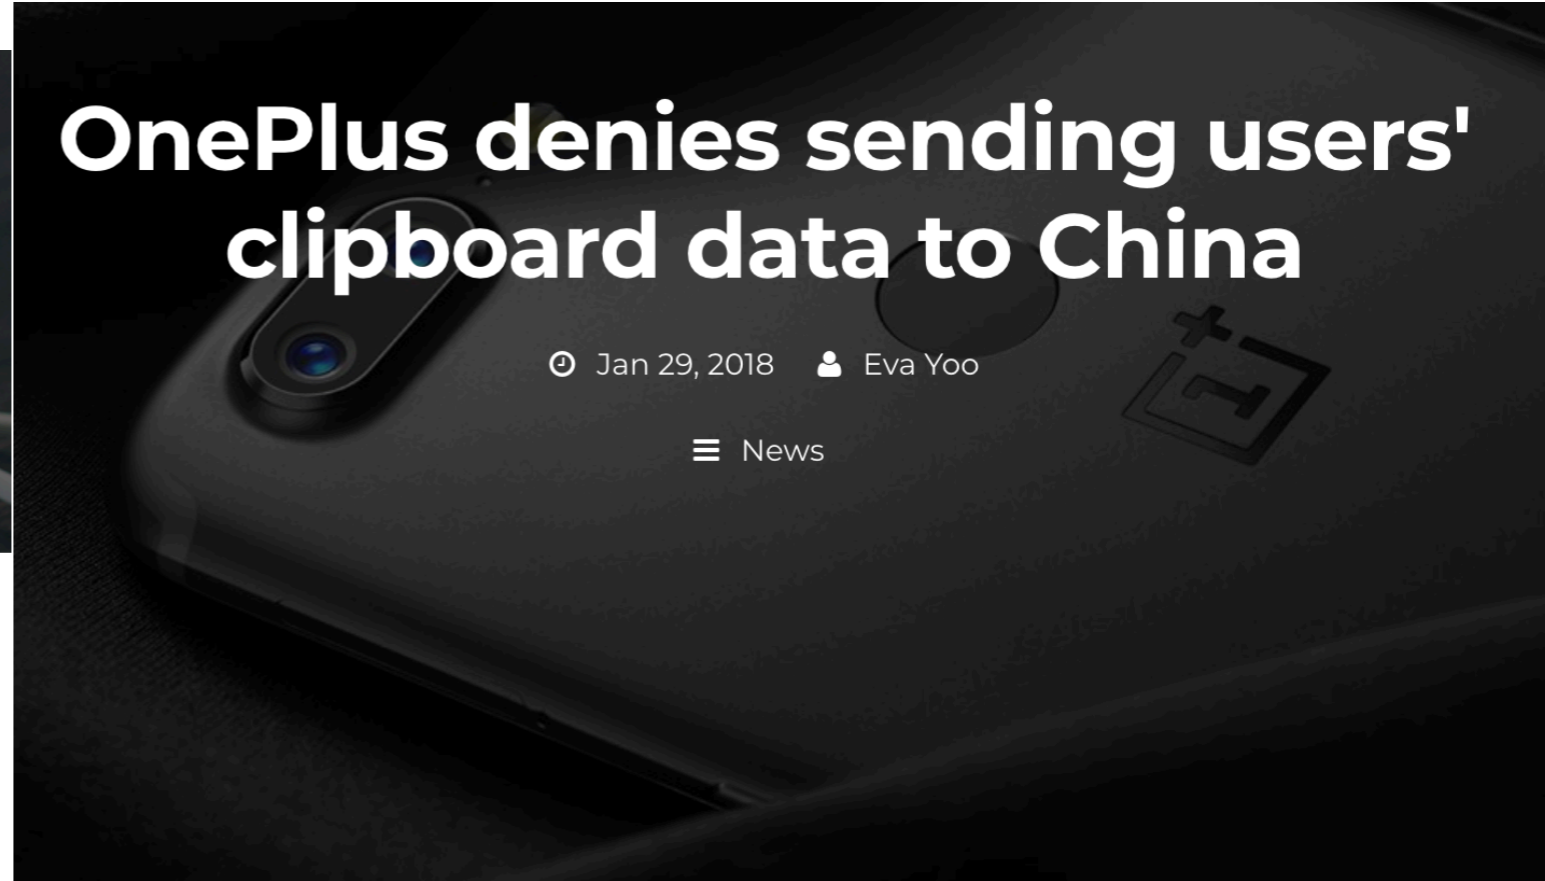 OnePlus denies sending users'
clipboard data to China
Jan 29, 2018 Eva Yoo
News